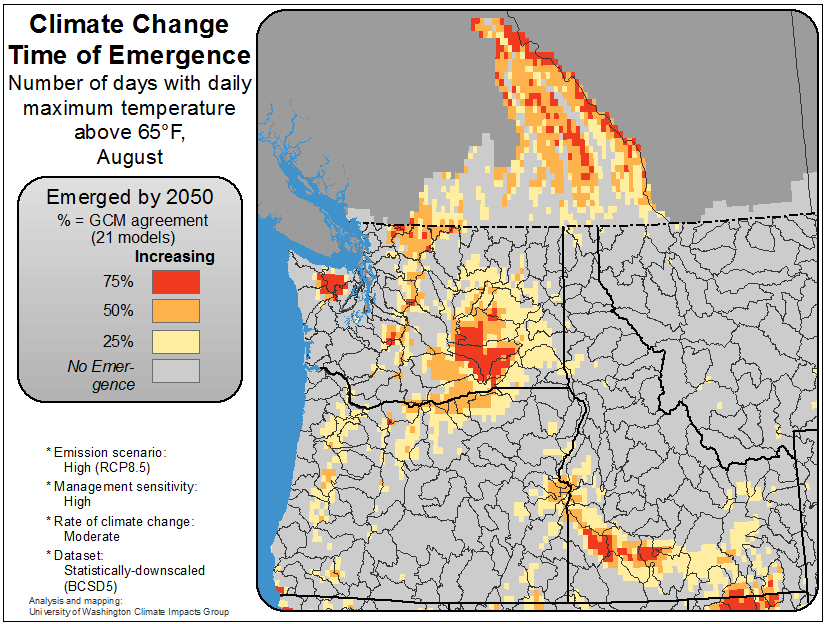 Climate Change
Time of Emergence
Number of days with daily
maximum temperature
above 65°F,
August
Emerged by 2050
% = GCM agreement
(21 models)
Increasing
75%
50%
25%
No Emer-
gence
* Emission scenario:
High (RCP8.5)
* Management sensitivity:
High
* Rate of climate change:
Moderate
* Dataset:
Statistically-downscaled
(BCSD5)
Analysis and mapping:
University of Washington Climate Impacts Group